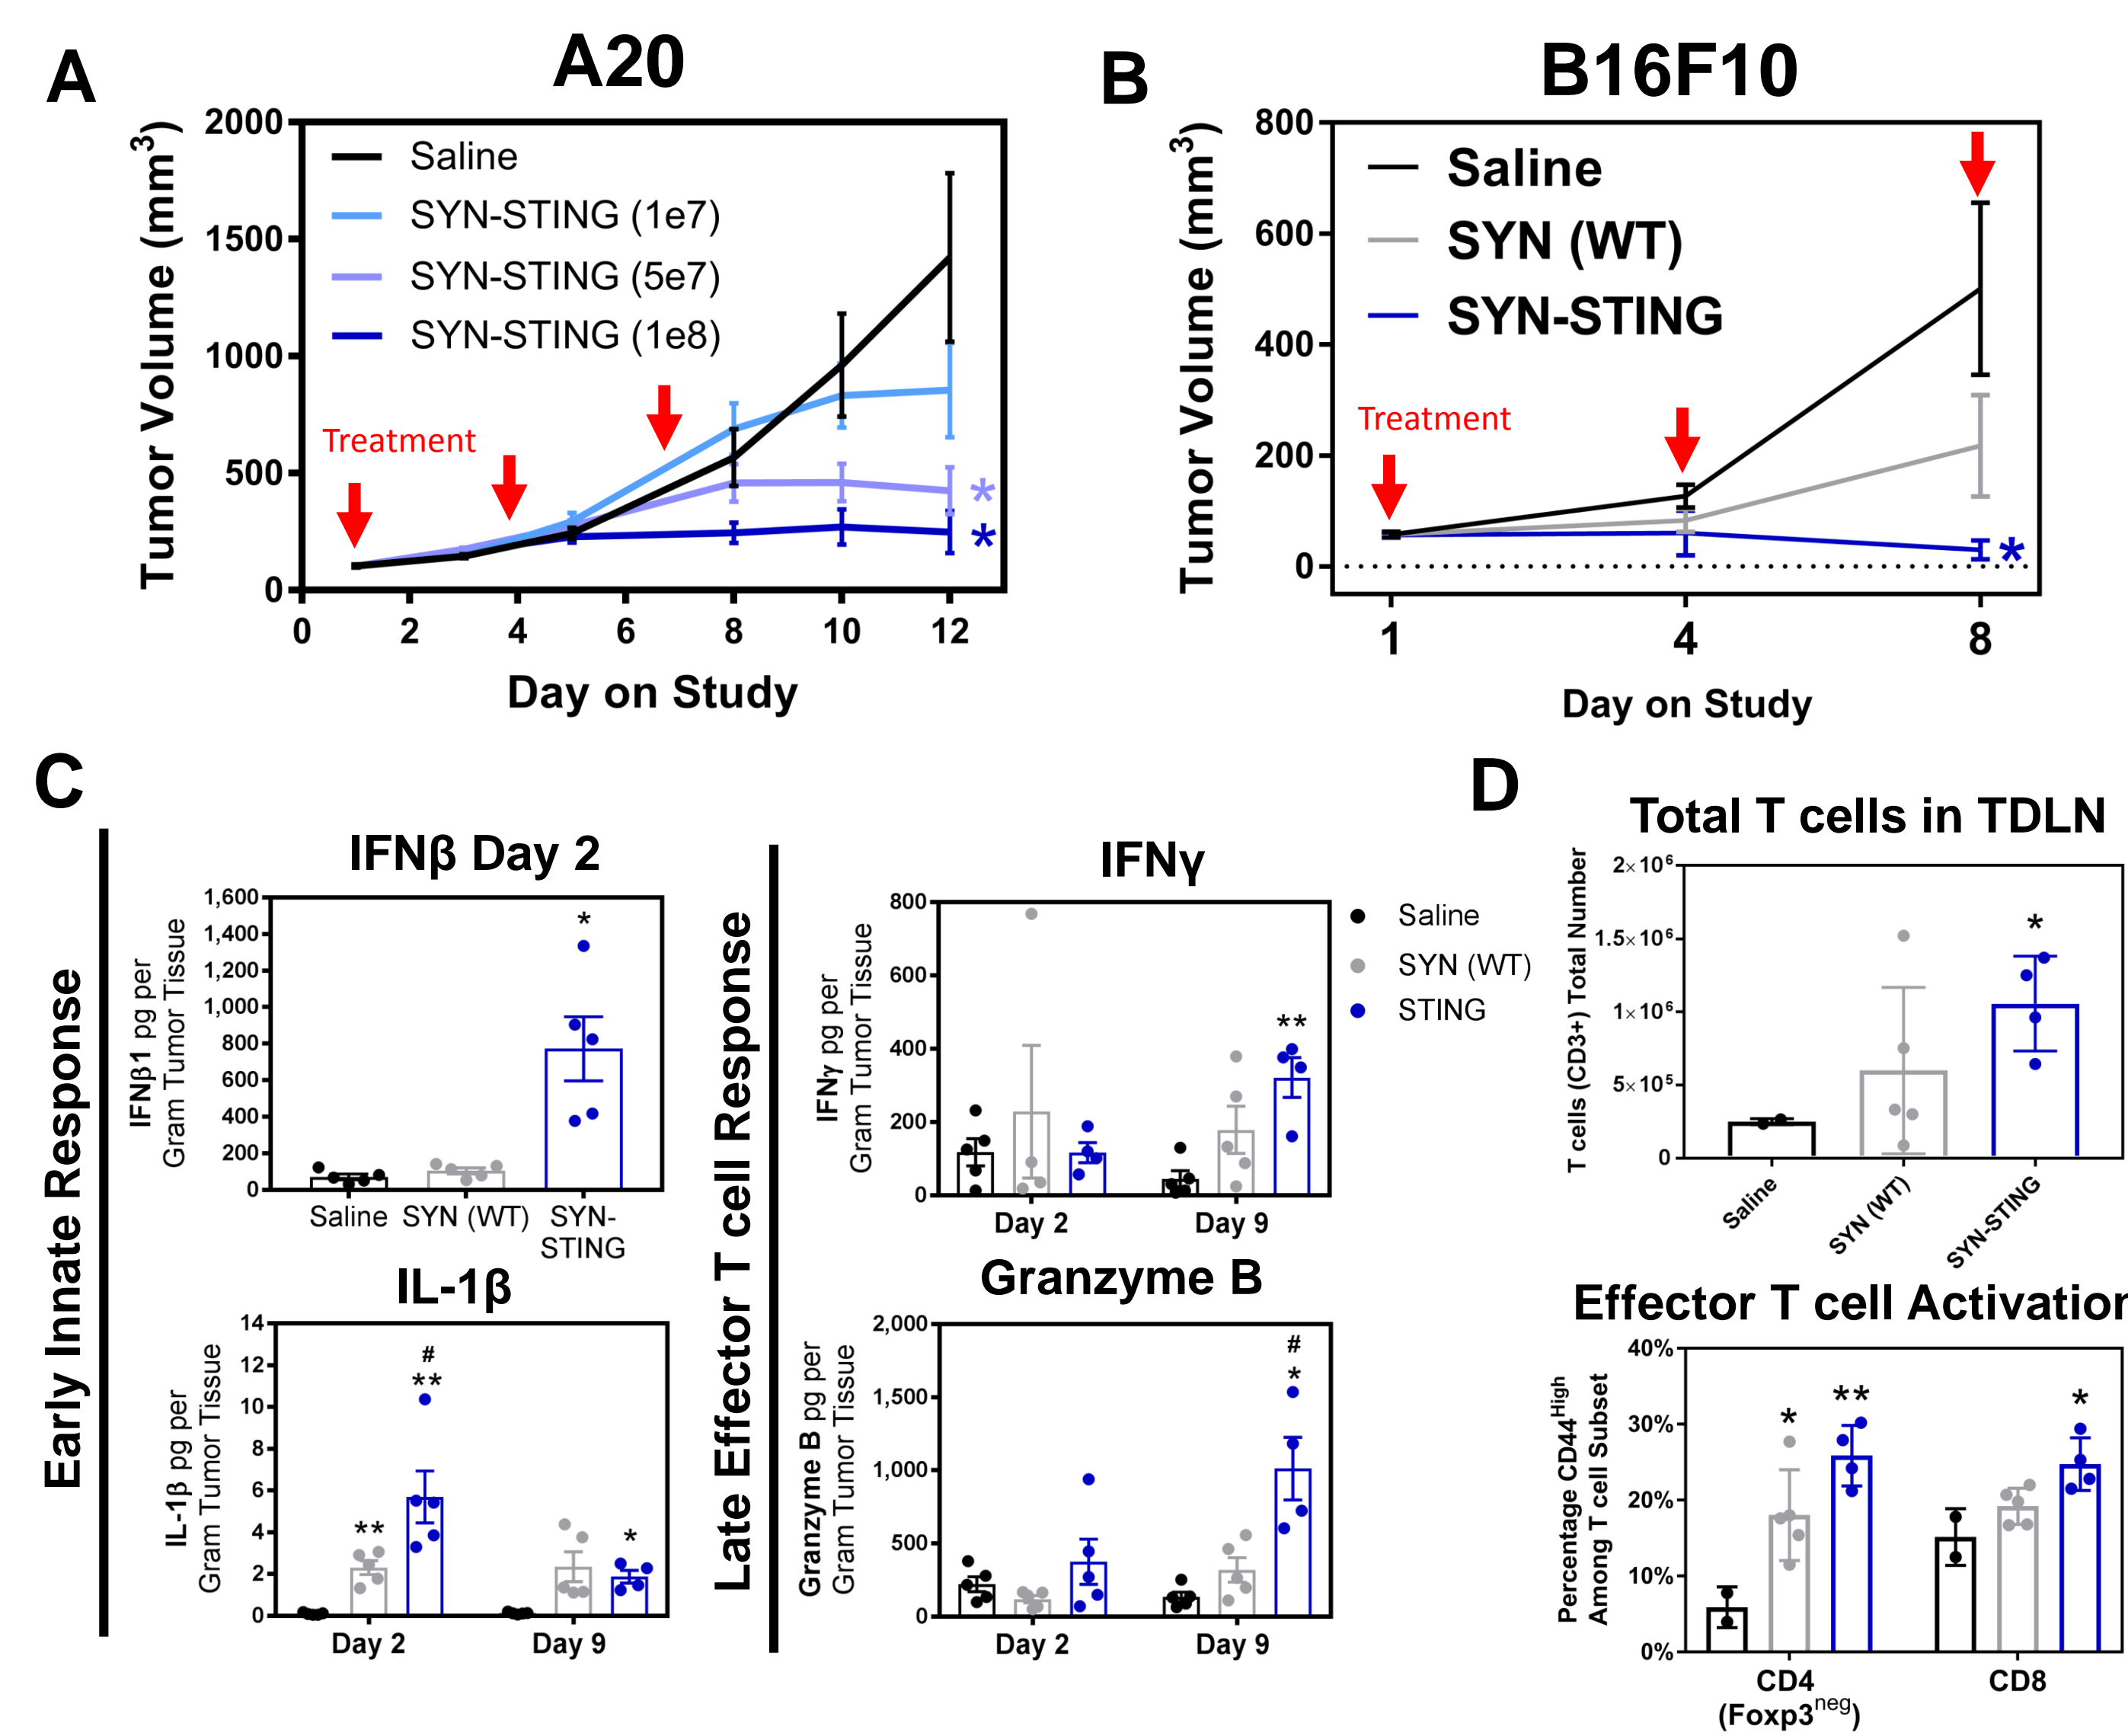 A
A20
Tumor Volume (mm³)
2000
1500
1000
500
0
Saline
SYN-STING (1e7)
SYN-STING (5e7)
SYN-STING (1e8)
Treatment
*
*
0 2 4 6 8 10 12
Day on Study
B
B16F10
Tumor Volume (mm³)
800
600
400
200
0
Saline
SYN (WT)
SYN-STING
Treatment
*
1 4 8
Day on Study
C
Early Innate Response
IFNβ Day 2
IFNβ1 pg per
Gram Tumor Tissue
1,600
1,400
1,200
1,000
800
600
400
200
0
*
Saline SYN (WT) SYN-
STING
IL-1β
IL-1β pg per
Gram Tumor Tissue
14
12
10
8
6
4
2
0
**
#
**
*
Day 2 Day 9
Late Effector T cell Response
IFNγ
IFNγ pg per
Gram Tumor Tissue
800
600
400
200
0
**
Day 2 Day 9
Saline
SYN (WT)
STING
Granzyme B
Granzyme B pg per
Gram Tumor Tissue
2,000
1,500
1,000
500
0
#
*
Day 2 Day 9
D
Total T cells in TDLN
T cells (CD3+) Total Number
2×10⁶
1.5×10⁶
1×10⁶
5×10⁵
0
*
Saline
SYN (WT)
SYN-STING
Effector T cell Activation
Percentage CD44High
Among T cell Subset
40%
30%
20%
10%
0%
*
**
*
CD4 CD8
(Foxp3neg)